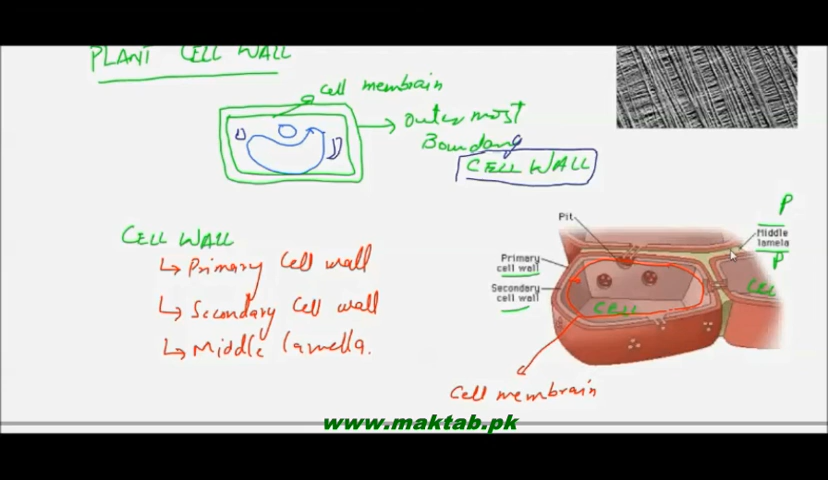 PLANT CELL WALL
Cell membrain
Outer most
Boundary
CELL WALL
CELL WALL
↳ Primary Cell wall
↳ Secondary Cell wall
↳ Middle lamella.
Pit
Primary
cell wall
Secondary
cell wall
P
Middle
lamela
P
CELL
CEL
Cell membrain
www.maktab.pk